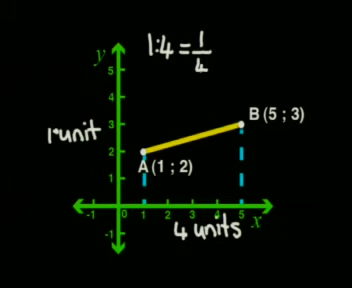 1:4 = 1/4
y
5
4
B (5 ; 3)
1 unit
3
2
A (1 ; 2)
1
-1 0 1 2 3 4 5 x
4 units
-1